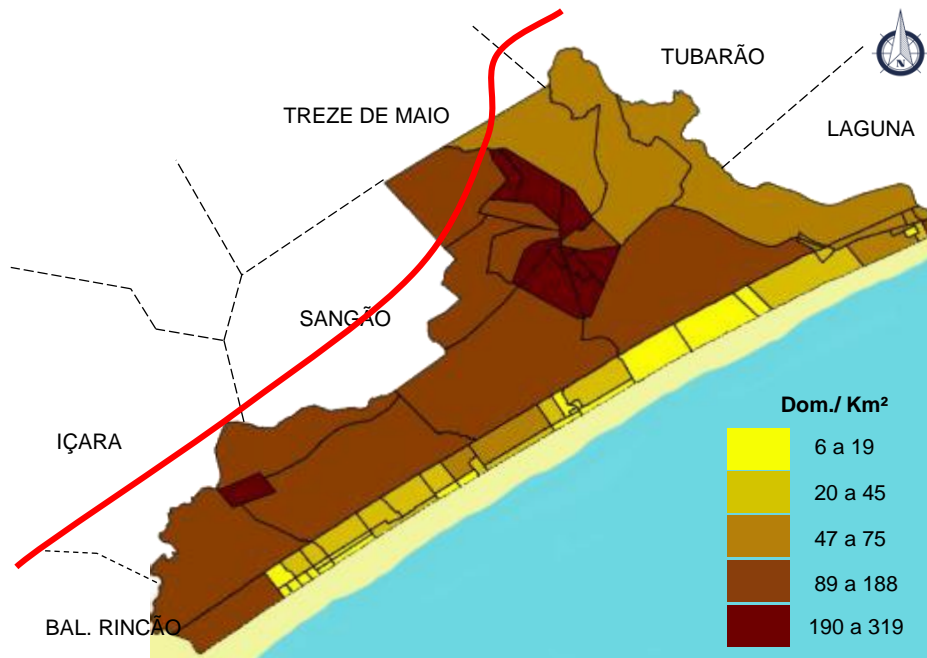 TUBARÃO
TREZE DE MAIO
LAGUNA
N
SANGÃO
IÇARA
BAL. RINCÃO
Dom./ Km²
6 a 19
20 a 45
47 a 75
89 a 188
190 a 319